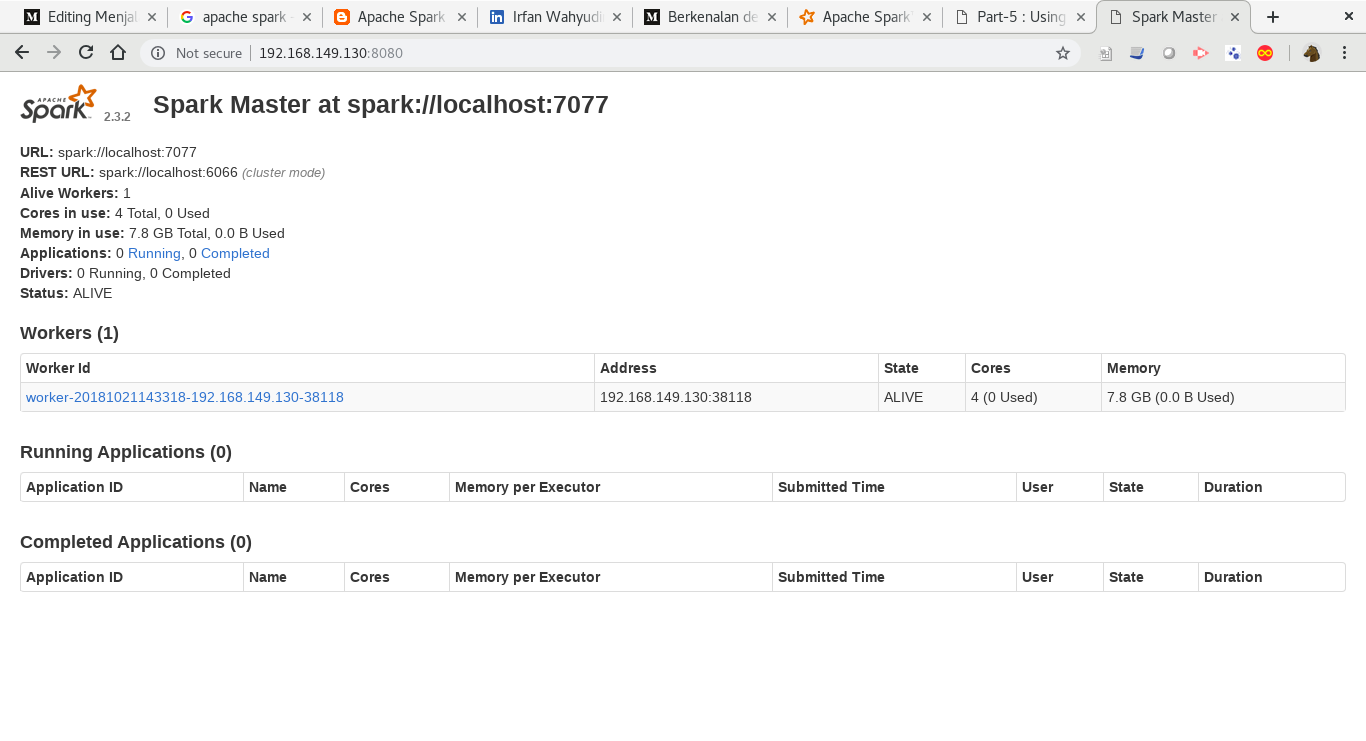 Editing Menjal apache spark - Apache Spark Irfan Wahyudi Berkenalan de Apache Spark Part-5 : Using Spark Master
Not secure 192.168.149.130:8080
APACHE Spark 2.3.2 Spark Master at spark://localhost:7077
URL: spark://localhost:7077
REST URL: spark://localhost:6066 (cluster mode)
Alive Workers: 1
Cores in use: 4 Total, 0 Used
Memory in use: 7.8 GB Total, 0.0 B Used
Applications: 0 Running, 0 Completed
Drivers: 0 Running, 0 Completed
Status: ALIVE
Workers (1)
Worker Id Address State Cores Memory
worker-20181021143318-192.168.149.130-38118 192.168.149.130:38118 ALIVE 4 (0 Used) 7.8 GB (0.0 B Used)
Running Applications (0)
Application ID Name Cores Memory per Executor Submitted Time User State Duration
Completed Applications (0)
Application ID Name Cores Memory per Executor Submitted Time User State Duration